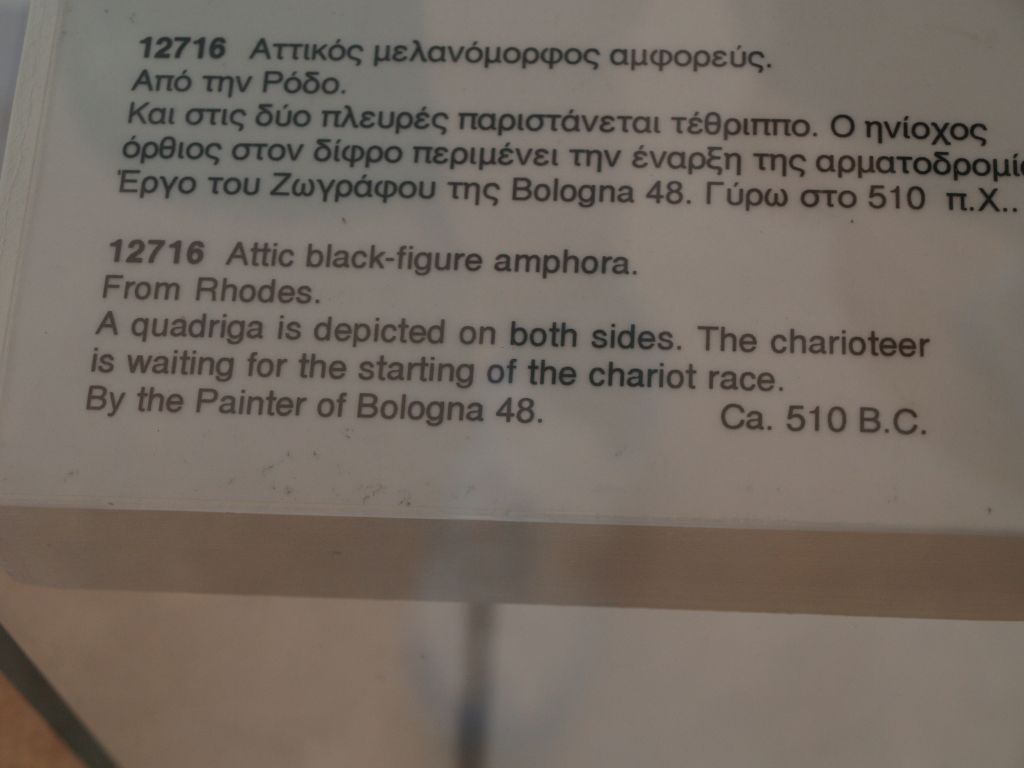 12716 Αττικός μελανόμορφος αμφορεύς.
Από την Ρόδο.
Και στις δύο πλευρές παριστάνεται τέθριππο. Ο ηνίοχος
όρθιος στον δίφρο περιμένει την έναρξη της
Έργο του Ζωγράφου της Bologna 48. Γύρω στο 510 π.Χ..
12716 Attic black-figure amphora.
From Rhodes.
A quadriga is depicted on both sides. The charioteer
is waiting for the starting of the chariot race.
By the Painter of Bologna 48. Ca. 510 B.C.